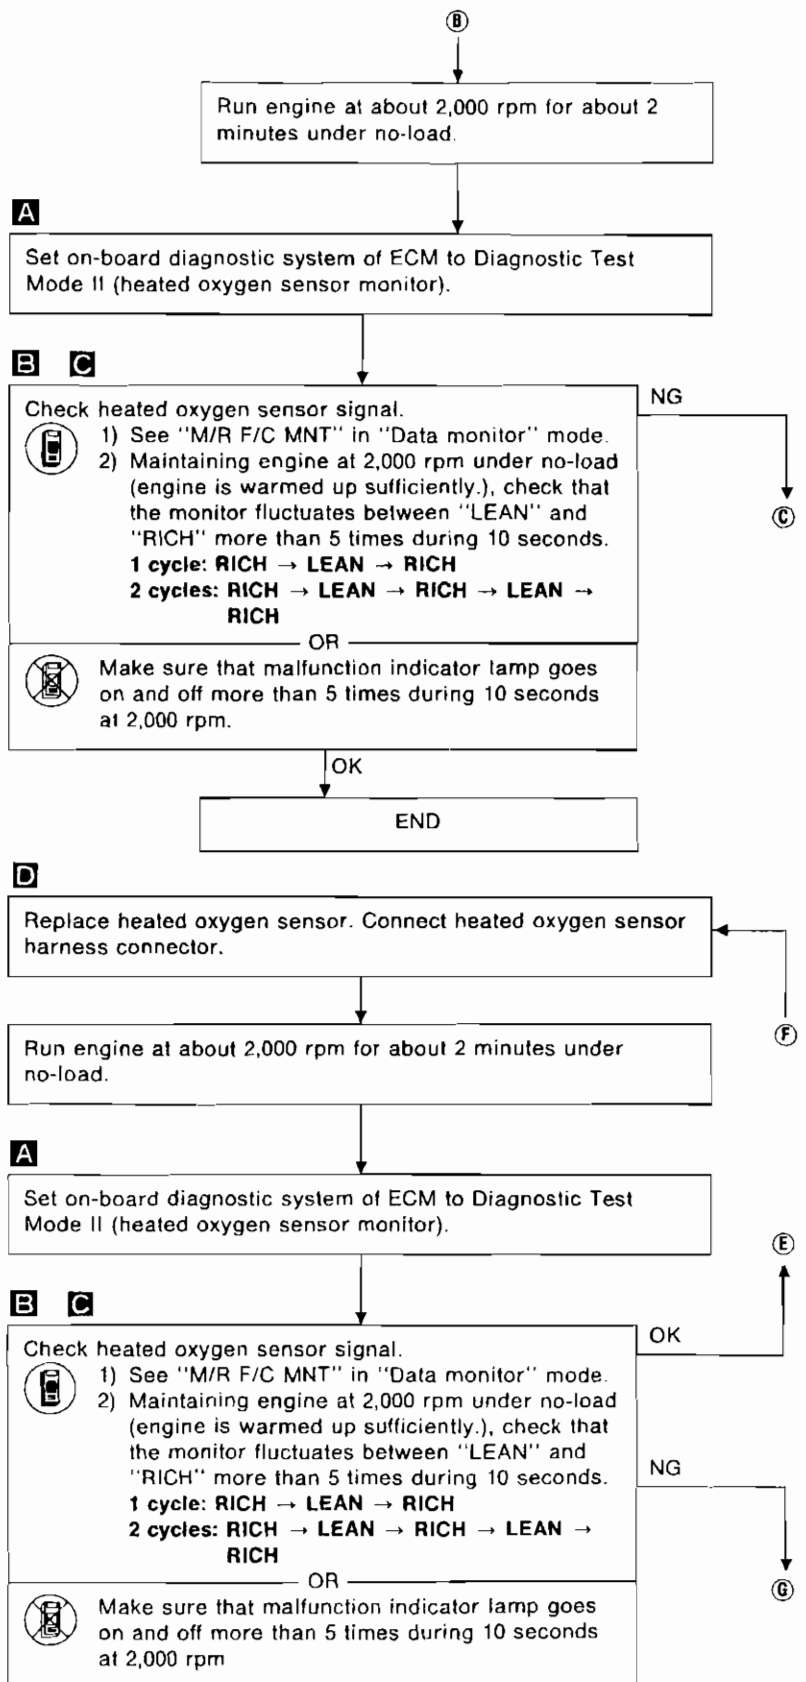 B
Run engine at about 2,000 rpm for about 2
minutes under no-load.
A
Set on-board diagnostic system of ECM to Diagnostic Test
Mode II (heated oxygen sensor monitor).
B C
NG
Check heated oxygen sensor signal.
1) See "M/R F/C MNT" in "Data monitor" mode.
2) Maintaining engine at 2,000 rpm under no-load
(engine is warmed up sufficiently.), check that
the monitor fluctuates between "LEAN" and
C
"RICH" more than 5 times during 10 seconds.
1 cycle: RICH → LEAN → RICH
2 cycles: RICH → LEAN → RICH → LEAN →
RICH
OR
Make sure that malfunction indicator lamp goes
on and off more than 5 times during 10 seconds
at 2,000 rpm.
OK
END
D
Replace heated oxygen sensor. Connect heated oxygen sensor
harness connector.
F
Run engine at about 2,000 rpm for about 2 minutes under
no-load.
A
Set on-board diagnostic system of ECM to Diagnostic Test
Mode II (heated oxygen sensor monitor).
E
B C
OK
Check heated oxygen sensor signal.
1) See "M/R F/C MNT" in "Data monitor" mode.
2) Maintaining engine at 2,000 rpm under no-load
(engine is warmed up sufficiently.), check that
the monitor fluctuates between "LEAN" and
"RICH" more than 5 times during 10 seconds.
NG
1 cycle: RICH → LEAN → RICH
2 cycles: RICH → LEAN → RICH → LEAN →
RICH
OR
G
Make sure that malfunction indicator lamp goes
on and off more than 5 times during 10 seconds
at 2,000 rpm